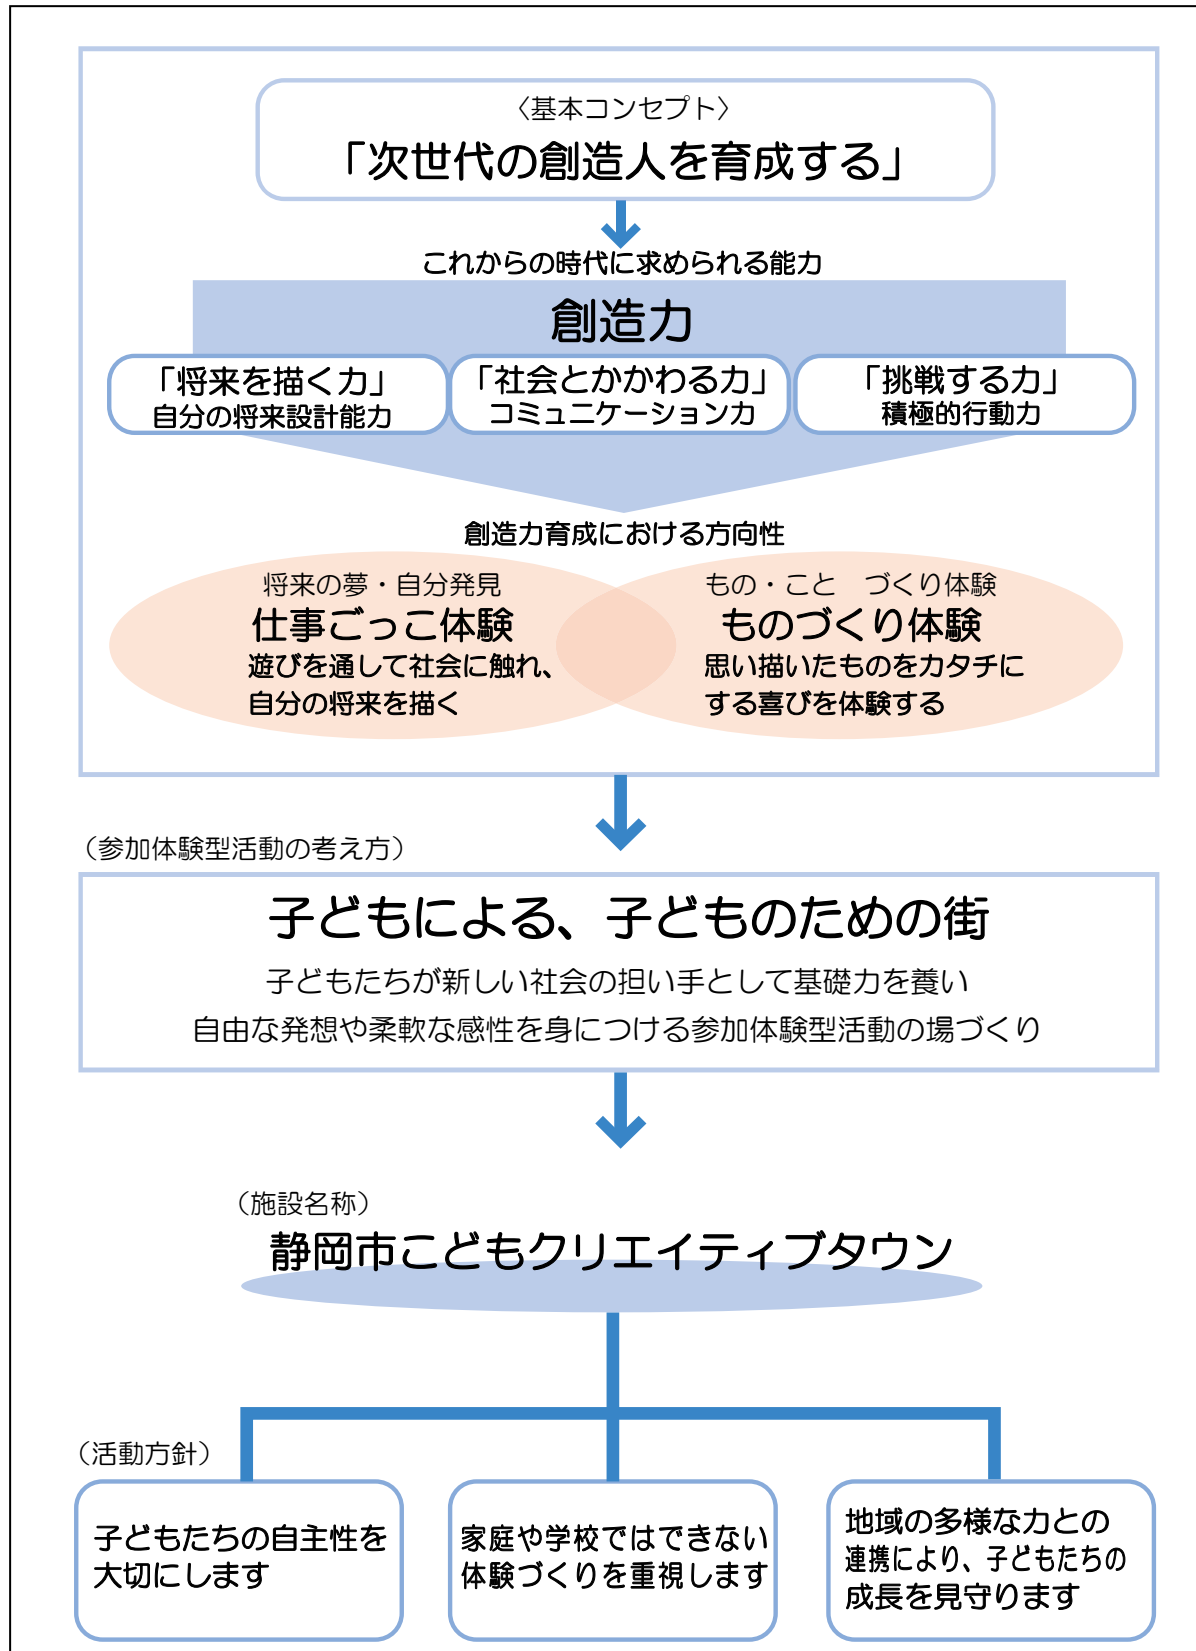 〈基本コンセプト〉
「次世代の創造人を育成する」
これからの時代に求められる能力
創造力
「将来を描く力」
自分の将来設計能力
「社会とかかわる力」
コミュニケーション力
「挑戦する力」
積極的行動力
創造力育成における方向性
将来の夢・自分発見
仕事ごっこ体験
遊びを通して社会に触れ、
自分の将来を描く
もの・こと　づくり体験
ものづくり体験
思い描いたものをカタチに
する喜びを体験する
（参加体験型活動の考え方）
子どもによる、子どものための街
子どもたちが新しい社会の担い手として基礎力を養い
自由な発想や柔軟な感性を身につける参加体験型活動の場づくり
（施設名称）
静岡市こどもクリエイティブタウン
（活動方針）
子どもたちの自主性を
大切にします
家庭や学校ではできない
体験づくりを重視します
地域の多様な力との
連携により、子どもたちの
成長を見守ります